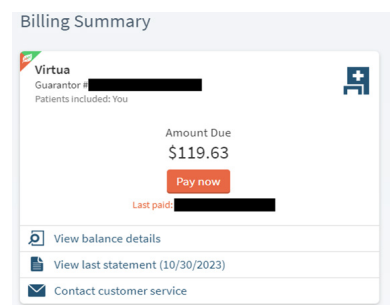 Billing Summary
Virtua
Guarantor #
Patients included: You
Amount Due
$119.63
Pay now
Last paid:
View balance details
View last statement (10/30/2023)
Contact customer service